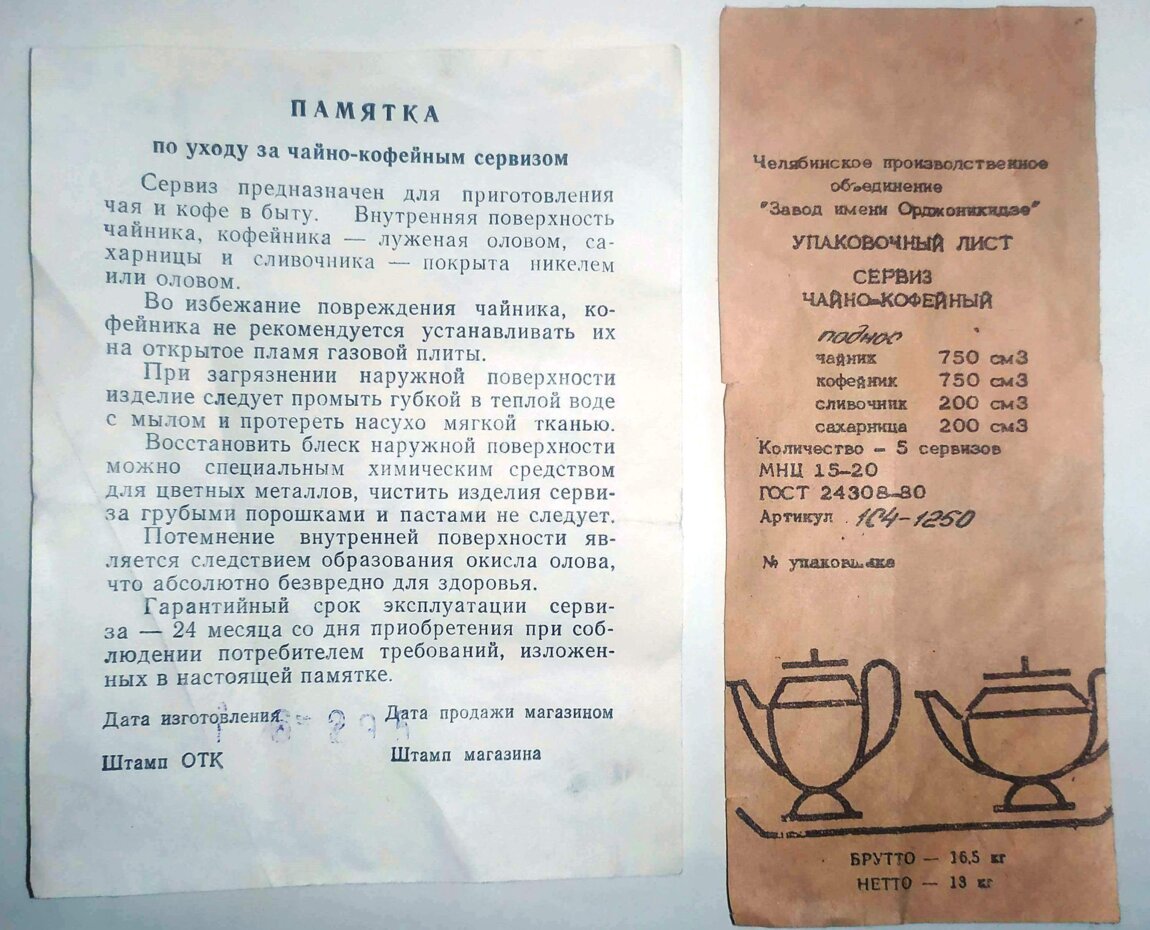 ПАМЯТКА
по уходу за чайно-кофейным сервизом
Сервиз предназначен для приготовления
чая и кофе в быту. Внутренняя поверхность
чайника, кофейника — луженая оловом, са-
харницы и сливочника — покрыта никелем
или оловом.
Во избежание повреждения чайника, ко-
фейника не рекомендуется устанавливать их
на открытое пламя газовой плиты.
При загрязнении наружной поверхности
изделие следует промыть губкой в теплой воде
с мылом и протереть насухо мягкой тканью.
Восстановить блеск наружной поверхности
можно специальным химическим средством
для цветных металлов, чистить изделия серви-
за грубыми порошками и пастами не следует.
Потемнение внутренней поверхности яв-
ляется следствием образования окисла олова,
что абсолютно безвредно для здоровья.
Гарантийный срок эксплуатации серви-
за — 24 месяца со дня приобретения при соб-
людении потребителем требований, изложен-
ных в настоящей памятке.
Дата изготовления Дата продажи магазином
Штамп ОТК Штамп магазина
Челябинское производственное
объединение
"Завод имени Орджоникидзе"
УПАКОВОЧНЫЙ ЛИСТ
СЕРВИЗ
ЧАЙНО-КОФЕЙНЫЙ
поднос
чайник 750 см3
кофейник 750 см3
сливочник 200 см3
сахарница 200 см3
Количество — 5 сервизов
МНЦ 15-20
ГОСТ 24308-80
Артикул 104-1250
№ упаковщика
БРУТТО — 16,5 кг
НЕТТО — 13 кг